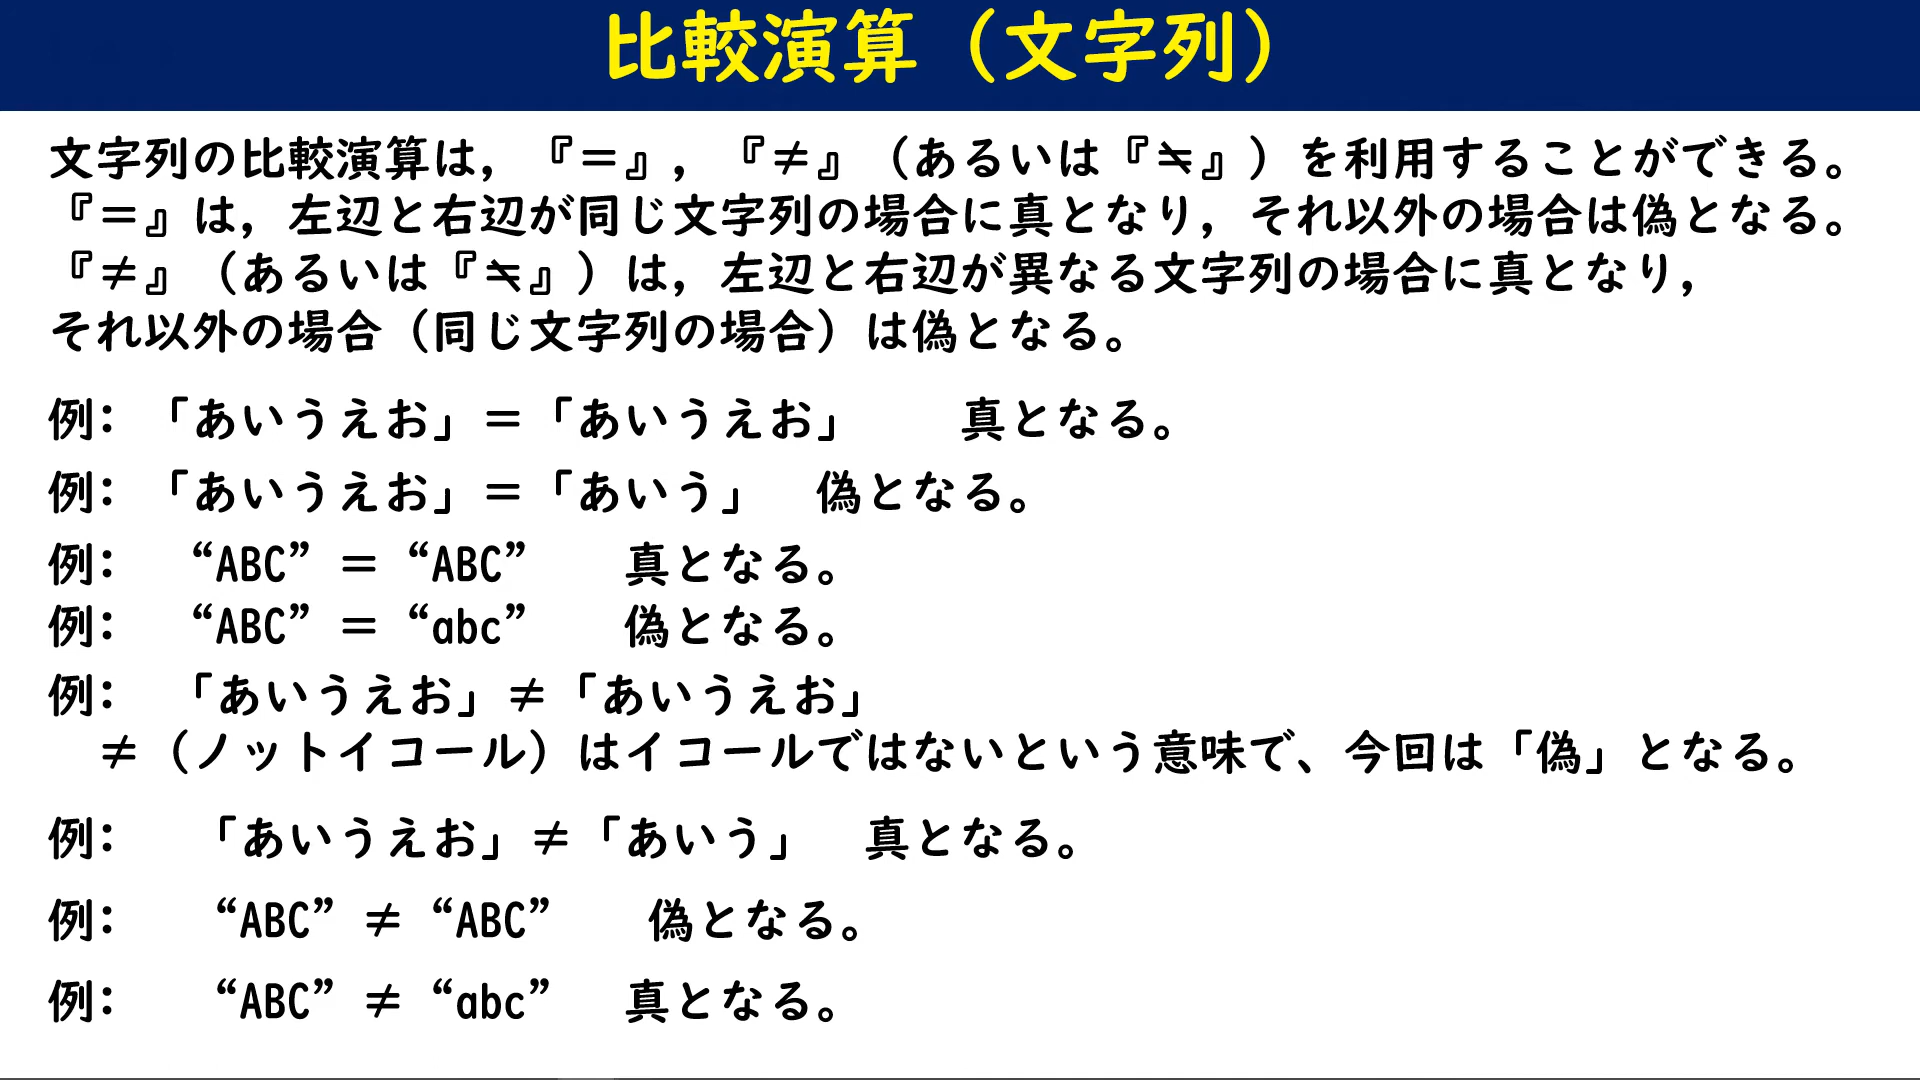 比較演算（文字列）
文字列の比較演算は，『＝』，『≠』（あるいは『≒』）を利用することができる。
『＝』は，左辺と右辺が同じ文字列の場合に真となり，それ以外の場合は偽となる。
『≠』（あるいは『≒』）は，左辺と右辺が異なる文字列の場合に真となり，
それ以外の場合（同じ文字列の場合）は偽となる。
例：「あいうえお」＝「あいうえお」　　真となる。
例：「あいうえお」＝「あいう」　偽となる。
例：　“ABC” ＝ “ABC”　　真となる。
例：　“ABC” ＝ “abc”　　偽となる。
例：　「あいうえお」≠「あいうえお」
≠（ノットイコール）はイコールではないという意味で、今回は「偽」となる。
例：　「あいうえお」≠「あいう」　真となる。
例：　“ABC” ≠ “ABC”　　偽となる。
例：　“ABC” ≠ “abc”　真となる。